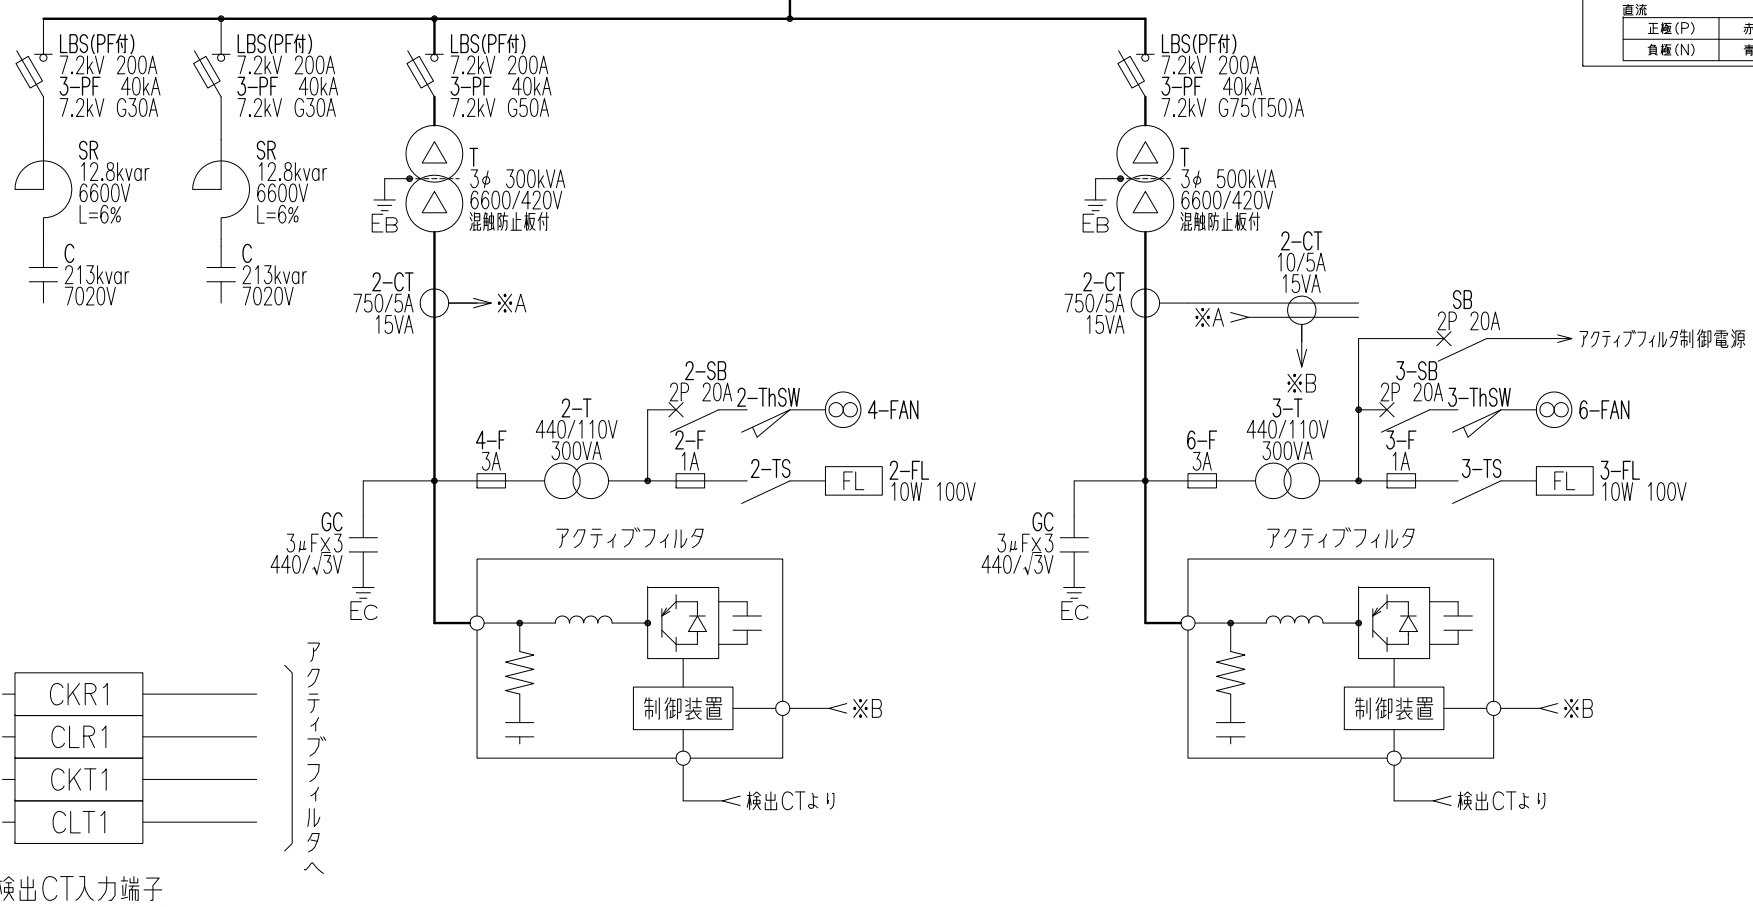 直流
正極(P)
負極(N)
LBS(PF付)
7.2kV 200A
3-PF 40kA
7.2kV G30A
SR
12.8kvar
6600V
L=6%
C
213kvar
7020V
LBS(PF付)
7.2kV 200A
3-PF 40kA
7.2kV G30A
SR
12.8kvar
6600V
L=6%
C
213kvar
7020V
LBS(PF付)
7.2kV 200A
3-PF 40kA
7.2kV G50A
T
3φ 300kVA
6600/420V
混触防止板付
EB
2-CT
750/5A
15VA
※A
2-SB
2P 20A
2-ThSW
4-FAN
2-T
440/110V
300VA
4-F
3A
2-F
1A
2-TS
FL
2-FL
10W 100V
GC
3μFX3
440/√3V
EC
アクティブフィルタ
制御装置
※B
検出CTより
LBS(PF付)
7.2kV 200A
3-PF 40kA
7.2kV G75(T50)A
T
3φ 500kVA
6600/420V
混触防止板付
EB
2-CT
750/5A
15VA
2-CT
10/5A
15VA
※A
※B
SB
2P 20A
アクティブフィルタ制御電源
3-SB
2P 20A
3-ThSW
6-FAN
3-T
440/110V
300VA
6-F
3A
3-F
1A
3-TS
FL
3-FL
10W 100V
GC
3μFX3
440/√3V
EC
アクティブフィルタ
制御装置
※B
検出CTより
CKR1
CLR1
CKT1
CLT1
アクティブフィルタへ
検出CT入力端子